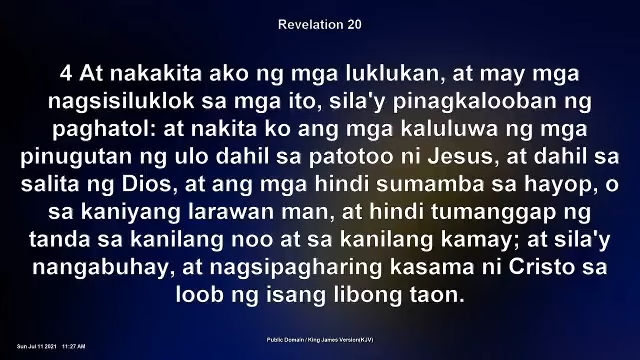 Revelation 20
4 At nakakita ako ng mga luklukan, at may mga
nagsisiluklok sa mga ito, sila'y pinagkalooban ng
paghatol: at nakita ko ang mga kaluluwa ng mga
pinugutan ng ulo dahil sa patotoo ni Jesus, at dahil sa
salita ng Dios, at ang mga hindi sumamba sa hayop, o
sa kaniyang larawan man, at hindi tumanggap ng
tanda sa kanilang noo at sa kanilang kamay; at sila'y
nangabuhay, at nagsipagharing kasama ni Cristo sa
loob ng isang libong taon.
Public Domain / King James Version(KJV)
Sun Jul 11 2021 11:27 AM